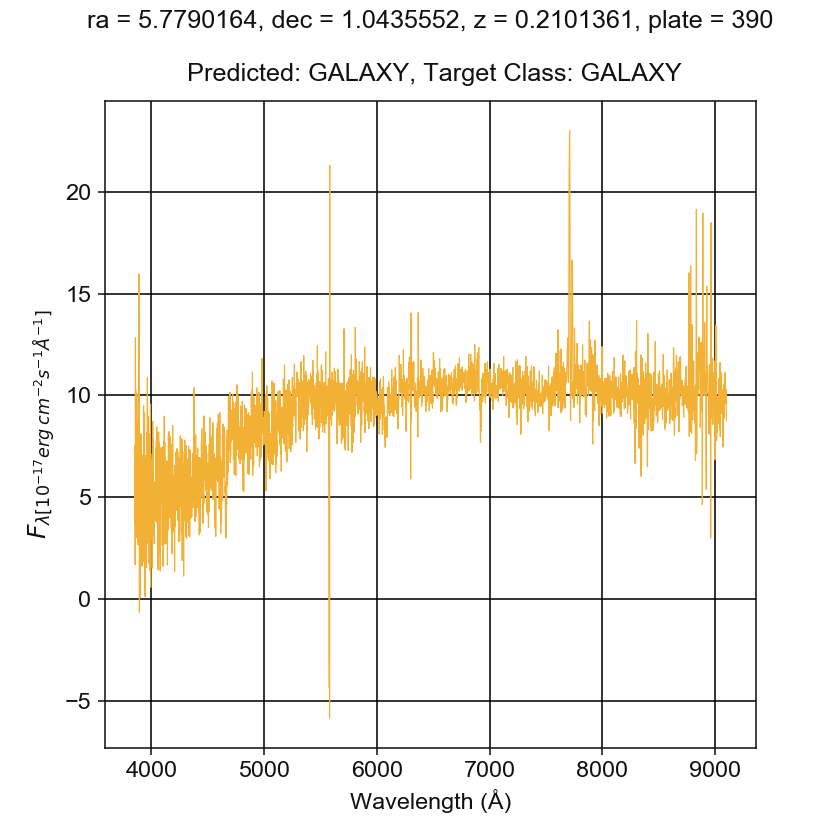 ra = 5.7790164, dec = 1.0435552, z = 0.2101361, plate = 390
Predicted: GALAXY, Target Class: GALAXY
20
15
10
5
0
−5
F_λ[10^{−17} erg cm^{−2} s^{−1} Å^{−1}]
4000 5000 6000 7000 8000 9000
Wavelength (Å)